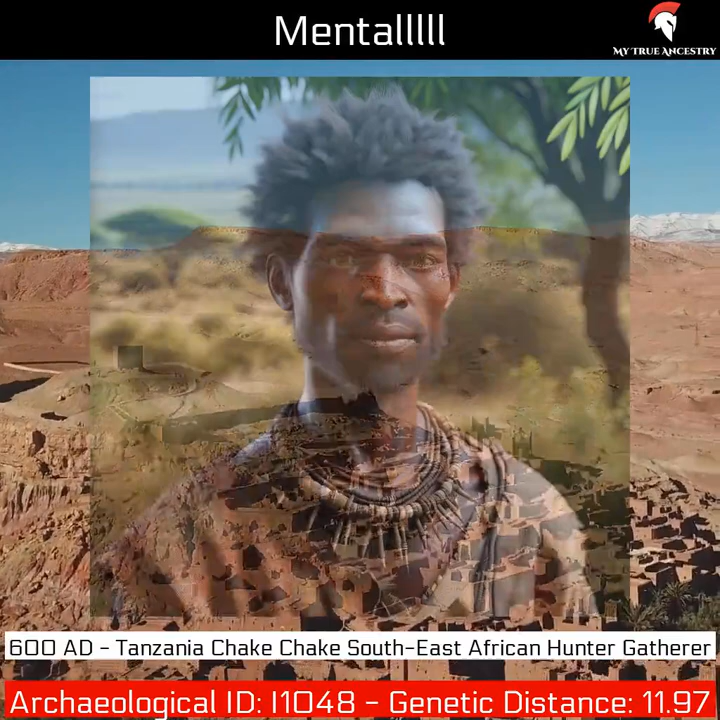 Mentalllll
MY TRUE ANCESTRY
600 AD - Tanzania Chake Chake South-East African Hunter Gatherer
Archaeological ID: I1048 - Genetic Distance: 11.97